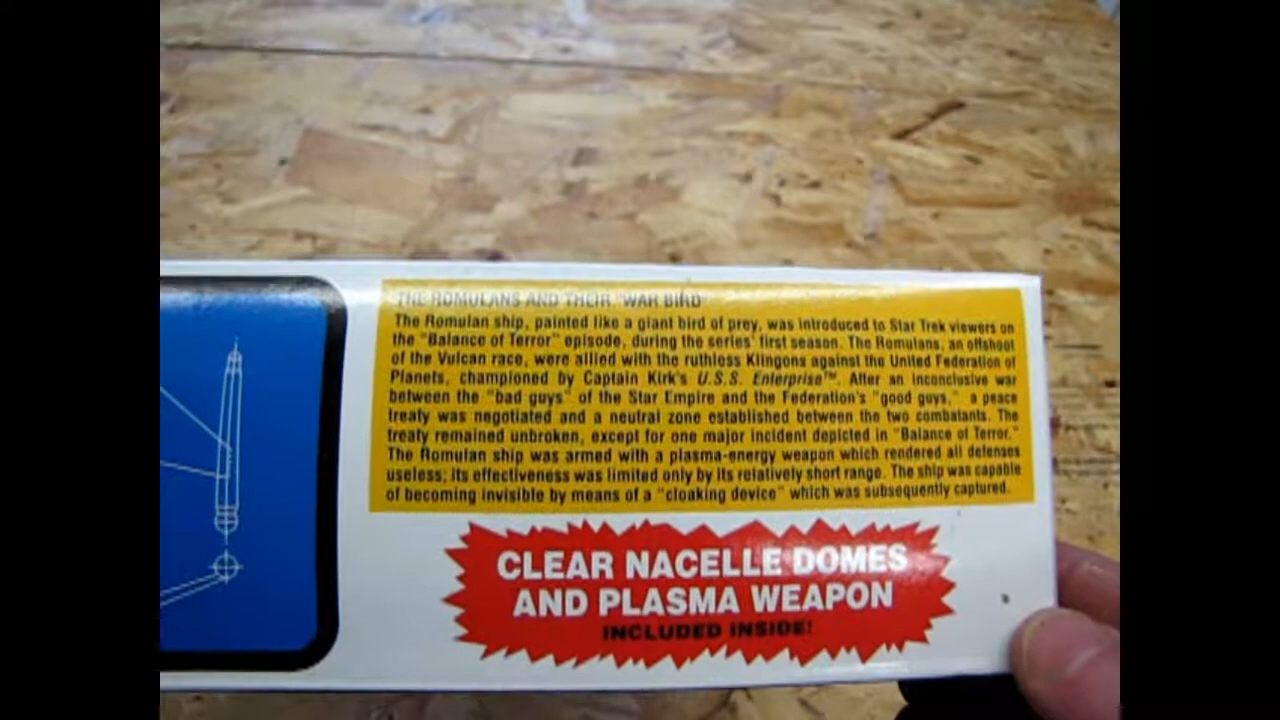 THE ROMULANS AND THEIR "WAR BIRD"
The Romulan ship, painted like a giant bird of prey, was introduced to Star Trek viewers on
the "Balance of Terror" episode, during the series' first season. The Romulans, an offshoot
of the Vulcan race, were allied with the ruthless Klingons against the United Federation of
Planets, championed by Captain Kirk's U.S.S. Enterprise™. After an inconclusive war
between the "bad guys" of the Star Empire and the Federation's "good guys," a peace
treaty was negotiated and a neutral zone established between the two combatants. The
treaty remained unbroken, except for one major incident depicted in "Balance of Terror."
The Romulan ship was armed with a plasma-energy weapon which rendered all defenses
useless; its effectiveness was limited only by its relatively short range. The ship was capable
of becoming invisible by means of a "cloaking device" which was subsequently captured.
CLEAR NACELLE DOMES
AND PLASMA WEAPON
INCLUDED INSIDE!